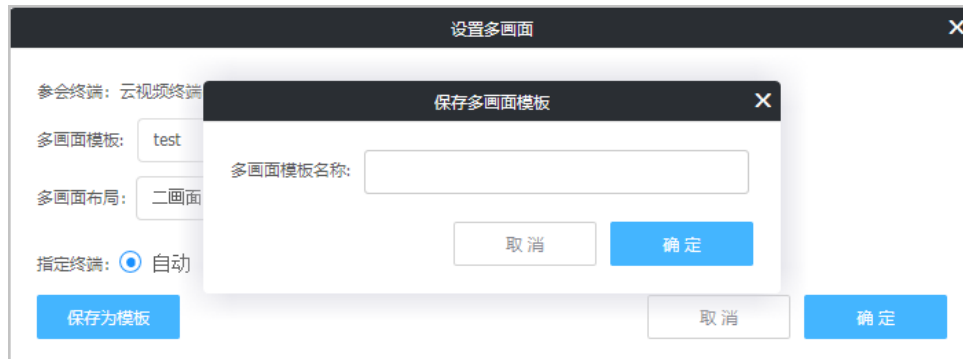 设置多画面
参会终端：云视频终端
保存多画面模板
多画面模板： test
多画面模板名称：
多画面布局： 二画面
取消 确定
指定终端： 自动
保存为模板 取消 确定